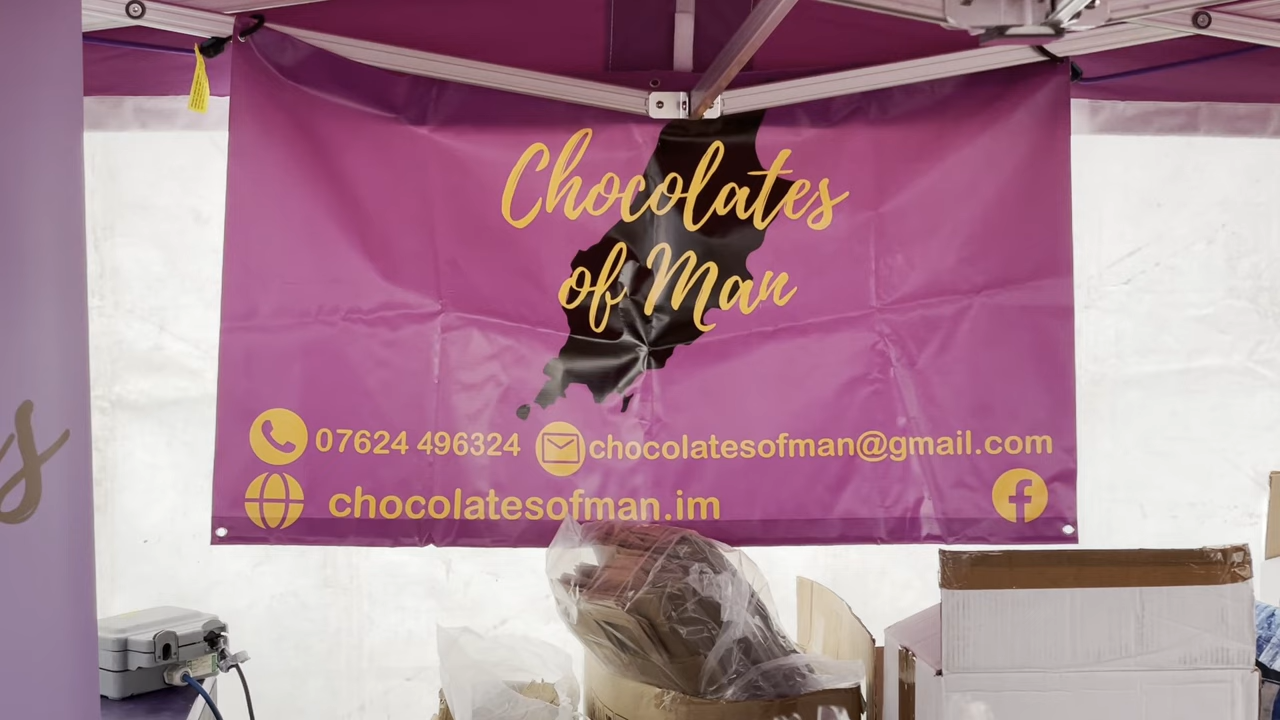 Chocolates
of Man
07624 496324 chocolatesofman@gmail.com
chocolatesofman.im
s